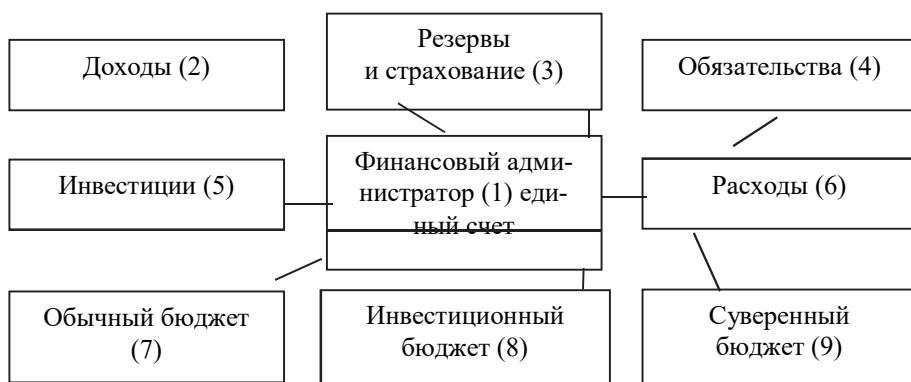 Резервы
и страхование (3)
Доходы (2)
Обязательства (4)
Финансовый адми-
нистратор (1) еди-
ный счет
Инвестиции (5)
Расходы (6)
Обычный бюджет
(7)
Инвестиционный
бюджет (8)
Суверенный
бюджет (9)